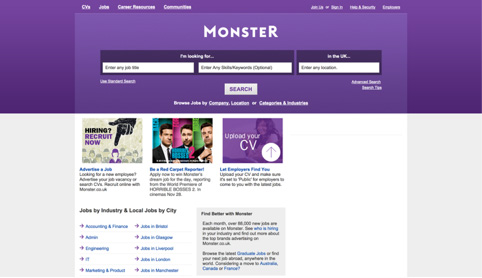 CVs Jobs Career Resources Communities
Join Us or Sign In Help & Security Employers
MONSTER
I'm looking for... in the UK...
Enter any job title Enter Any Skills/Keywords (Optional) Enter any location.
Use Standard Search Advanced Search
Search Tips
SEARCH
Browse Jobs by Company, Location or Categories & Industries
HIRING?
RECRUIT
NOW
HORRIBLE
BOSSES 2
Upload your
CV
Advertise a Job
Looking for a new employee?
Advertise your job vacancy or
search CVs. Recruit online with
Monster.co.uk
Be a Red Carpet Reporter!
Apply now to win Monster's
dream job for the day, reporting
from the World Premiere of
HORRIBLE BOSSES 2. In
cinemas Nov 28.
Let Employers Find You
Upload your CV and make sure
it's set to 'Public' for employers to
come to you with the latest jobs.
Jobs by Industry & Local Jobs by City
Accounting & Finance Jobs in Bristol
Admin Jobs in Glasgow
Engineering Jobs in Liverpool
IT Jobs in London
Marketing & Product Jobs in Manchester
Find Better with Monster
Each month, over 88,000 new jobs are
available on Monster. See who is hiring
in your industry and find out more about
the top brands advertising on
Monster.co.uk.
Browse the latest Graduate Jobs or find
your next job abroad, anywhere in the
world. Considering a move to Australia,
Canada or France?